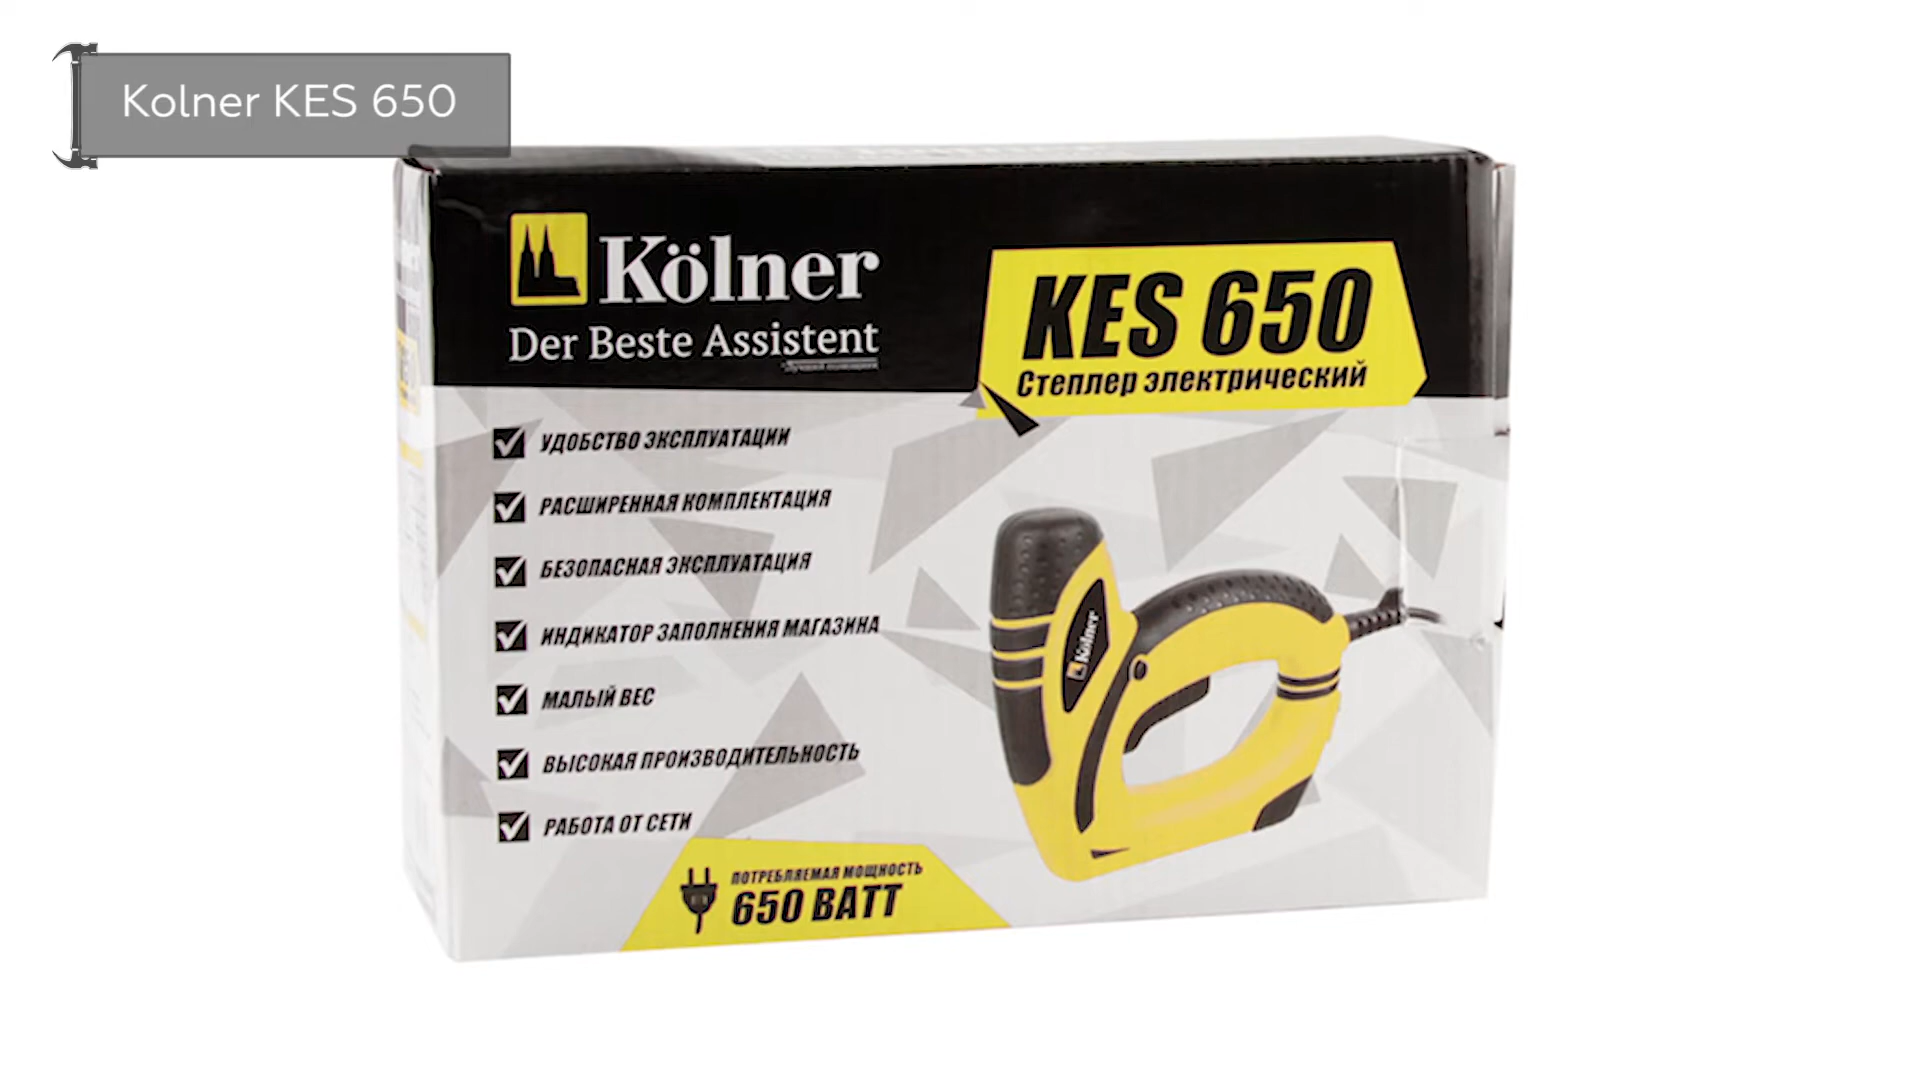 Kolner KES 650
Kölner
Der Beste Assistent
KES 650
Степлер электрический
УДОБСТВО ЭКСПЛУАТАЦИИ
РАСШИРЕННАЯ КОМПЛЕКТАЦИЯ
БЕЗОПАСНАЯ ЭКСПЛУАТАЦИЯ
ИНДИКАТОР ЗАПОЛНЕНИЯ МАГАЗИНА
МАЛЫЙ ВЕС
ВЫСОКАЯ ПРОИЗВОДИТЕЛЬНОСТЬ
РАБОТА ОТ СЕТИ
Kölner
ПОТРЕБЛЯЕМАЯ МОЩНОСТЬ
650 ВАТТ